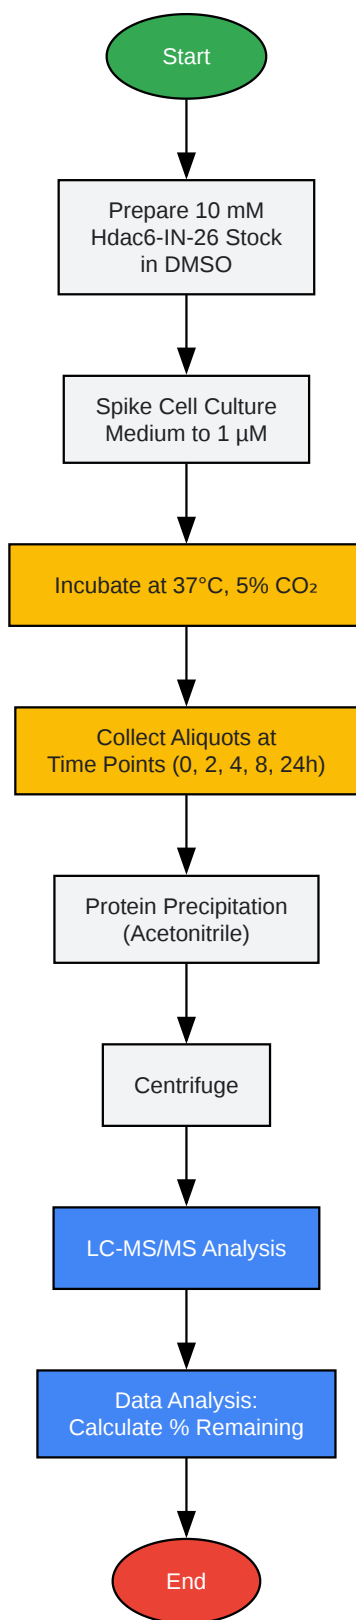 Start
Prepare 10 mM
Hdac6-IN-26 Stock
in DMSO
Spike Cell Culture
Medium to 1 µM
Incubate at 37°C, 5% CO₂
Collect Aliquots at
Time Points (0, 2, 4, 8, 24h)
Protein Precipitation
(Acetonitrile)
Centrifuge
LC-MS/MS Analysis
Data Analysis:
Calculate % Remaining
End